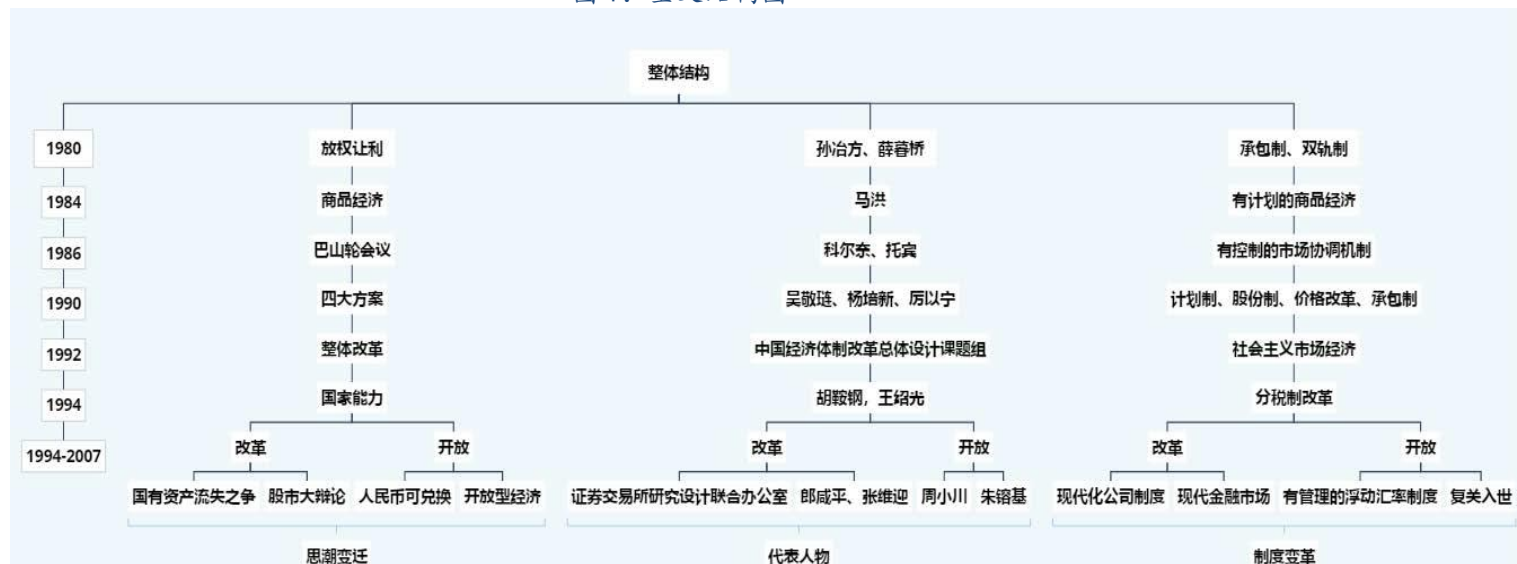 整体结构
1980 放权让利 孙冶方、薛暮桥 承包制、双轨制
1984 商品经济 马洪 有计划的商品经济
1986 巴山轮会议 科尔奈、托宾 有控制的市场协调机制
1990 四大方案 吴敬琏、杨培新、厉以宁 计划制、股份制、价格改革、承包制
1992 整体改革 中国经济体制改革总体设计课题组 社会主义市场经济
1994 国家能力 胡鞍钢，王绍光 分税制改革
1994-2007 改革 开放 改革 开放 改革 开放
国有资产流失之争 股市大辩论 人民币可兑换 开放型经济 证券交易所研究设计联合办公室 郎咸平、张维迎 周小川 朱镕基 现代化公司制度 现代金融市场 有管理的浮动汇率制度 复关入世
思潮变迁 代表人物 制度变革